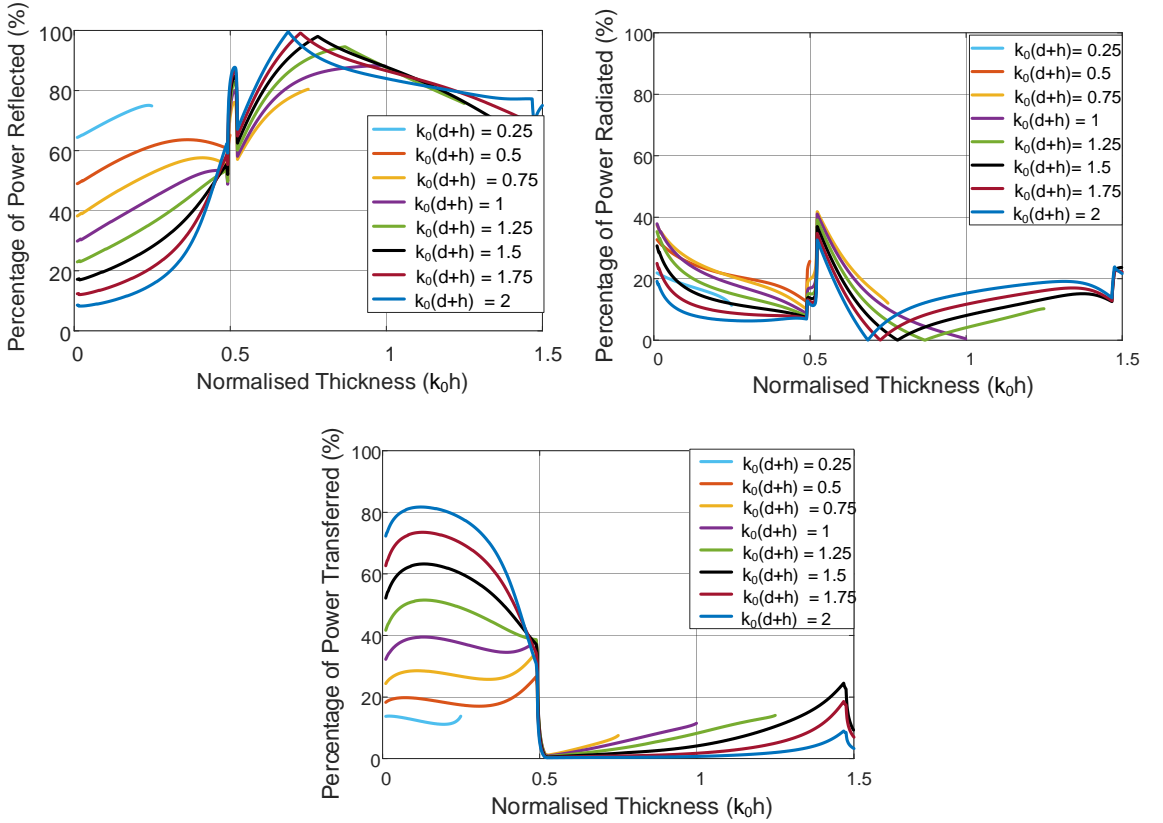 Percentage of Power Reflected (%)
100
80
60
40
20
0
k0(d+h) = 0.25
k0(d+h) = 0.5
k0(d+h) = 0.75
k0(d+h) = 1
k0(d+h) = 1.25
k0(d+h) = 1.5
k0(d+h) = 1.75
k0(d+h) = 2
0
0.5
1
1.5
Normalised Thickness (k0h)
Percentage of Power Radiated (%)
100
80
60
40
20
0
k0(d+h)= 0.25
k0(d+h)= 0.5
k0(d+h)= 0.75
k0(d+h)= 1
k0(d+h)= 1.25
k0(d+h)= 1.5
k0(d+h)= 1.75
k0(d+h)= 2
0
0.5
1
1.5
Normalised Thickness (k0h)
Percentage of Power Transferred (%)
100
80
60
40
20
0
k0(d+h) = 0.25
k0(d+h) = 0.5
k0(d+h) = 0.75
k0(d+h) = 1
k0(d+h) = 1.25
k0(d+h) = 1.5
k0(d+h) = 1.75
k0(d+h) = 2
0
0.5
1
1.5
Normalised Thickness (k0h)